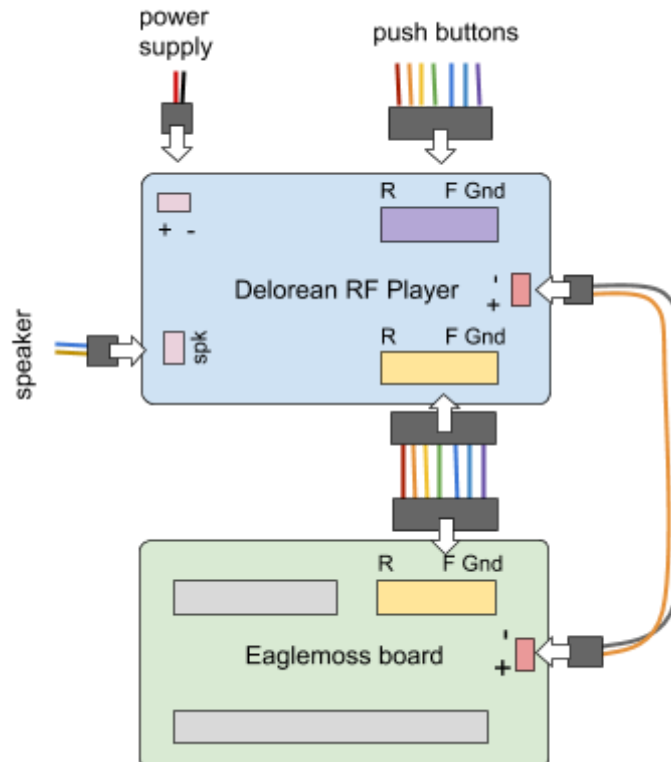 power
supply
push buttons
R F Gnd
+ -
Delorean RF Player
-
+
speaker
spk
R F Gnd
R F Gnd
Eaglemoss board
-
+